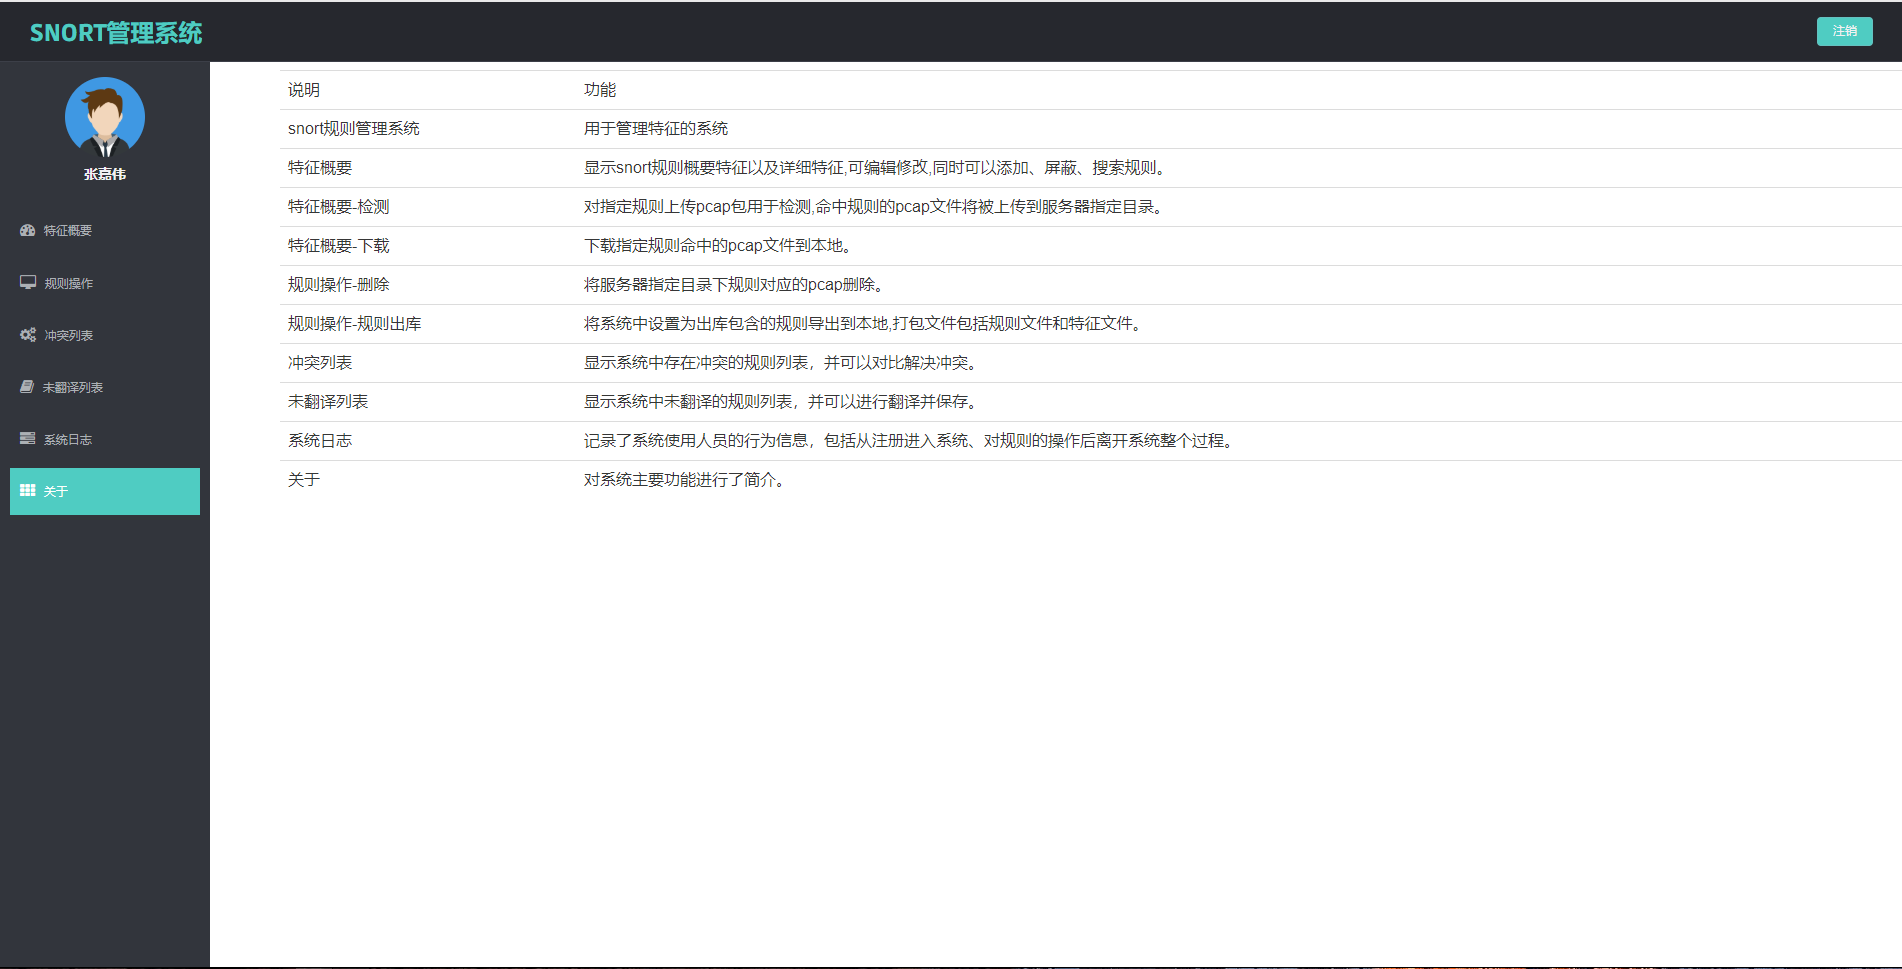 SNORT管理系统
注销
张嘉伟
特征概要
规则操作
冲突列表
未翻译列表
系统日志
关于
说明 功能
snort规则管理系统 用于管理特征的系统
特征概要 显示snort规则概要特征以及详细特征,可编辑修改,同时可以添加、屏蔽、搜索规则。
特征概要-检测 对指定规则上传pcap包用于检测,命中规则的pcap文件将被上传到服务器指定目录。
特征概要-下载 下载指定规则命中的pcap文件到本地。
规则操作-删除 将服务器指定目录下规则对应的pcap删除。
规则操作-规则出库 将系统中设置为出库包含的规则导出到本地,打包文件包括规则文件和特征文件。
冲突列表 显示系统中存在冲突的规则列表，并可以对比解决冲突。
未翻译列表 显示系统中未翻译的规则列表，并可以进行翻译并保存。
系统日志 记录了系统使用人员的行为信息，包括从注册进入系统、对规则的操作后离开系统整个过程。
关于 对系统主要功能进行了简介。